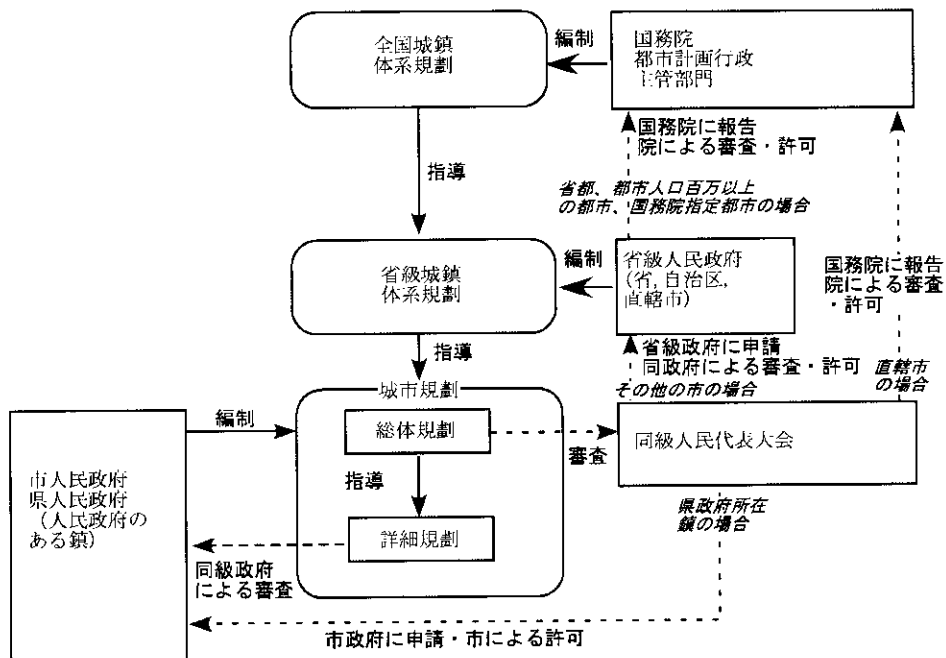 全国城鎮
体系規劃
編制
国務院
都市計画行政
主管部門
国務院に報告
院による審査・許可
指導
省都、都市人口百万以上
の都市、国務院指定都市の場合
省級城鎮
体系規劃
編制
省級人民政府
(省,自治区,
直轄市)
国務院に報告
院による審査
・許可
指導
省級政府に申請
同政府による審査・許可
その他の市の場合
直轄市
の場合
城市規劃
編制
総体規劃
審査
同級人民代表大会
指導
市人民政府
県人民政府
(人民政府の
ある鎮)
県政府所在
鎮の場合
詳細規劃
同級政府
による審査
市政府に申請・市による許可